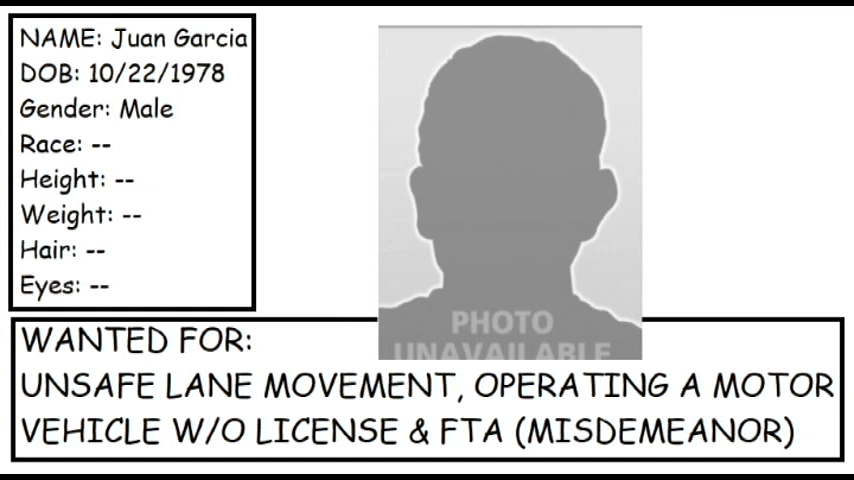 NAME: Juan Garcia
DOB: 10/22/1978
Gender: Male
Race: --
Height: --
Weight: --
Hair: --
Eyes: --
PHOTO
UNAVAILABLE
WANTED FOR:
UNSAFE LANE MOVEMENT, OPERATING A MOTOR
VEHICLE W/O LICENSE & FTA (MISDEMEANOR)